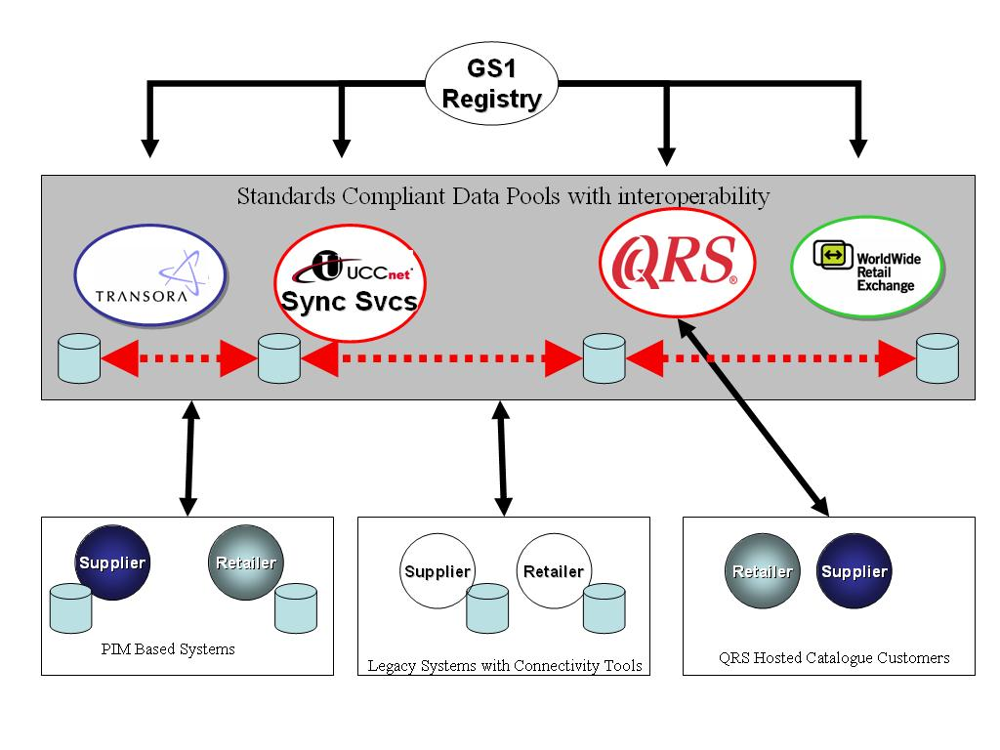 GS1
Registry
Standards Compliant Data Pools with interoperability
TRANSORA
UCCnet
Sync Svcs
QRS®
WorldWide
Retail
Exchange
Supplier
Retailer
PIM Based Systems
Supplier
Retailer
Legacy Systems with Connectivity Tools
Retailer
Supplier
QRS Hosted Catalogue Customers